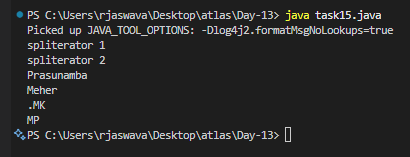 PS C:\Users\rjaswava\Desktop\atlas\Day-13> java task15.java
Picked up JAVA_TOOL_OPTIONS: -Dlog4j2.formatMsgNoLookups=true
spliterator 1
spliterator 2
Prasunamba
Meher
.MK
MP
PS C:\Users\rjaswava\Desktop\atlas\Day-13>